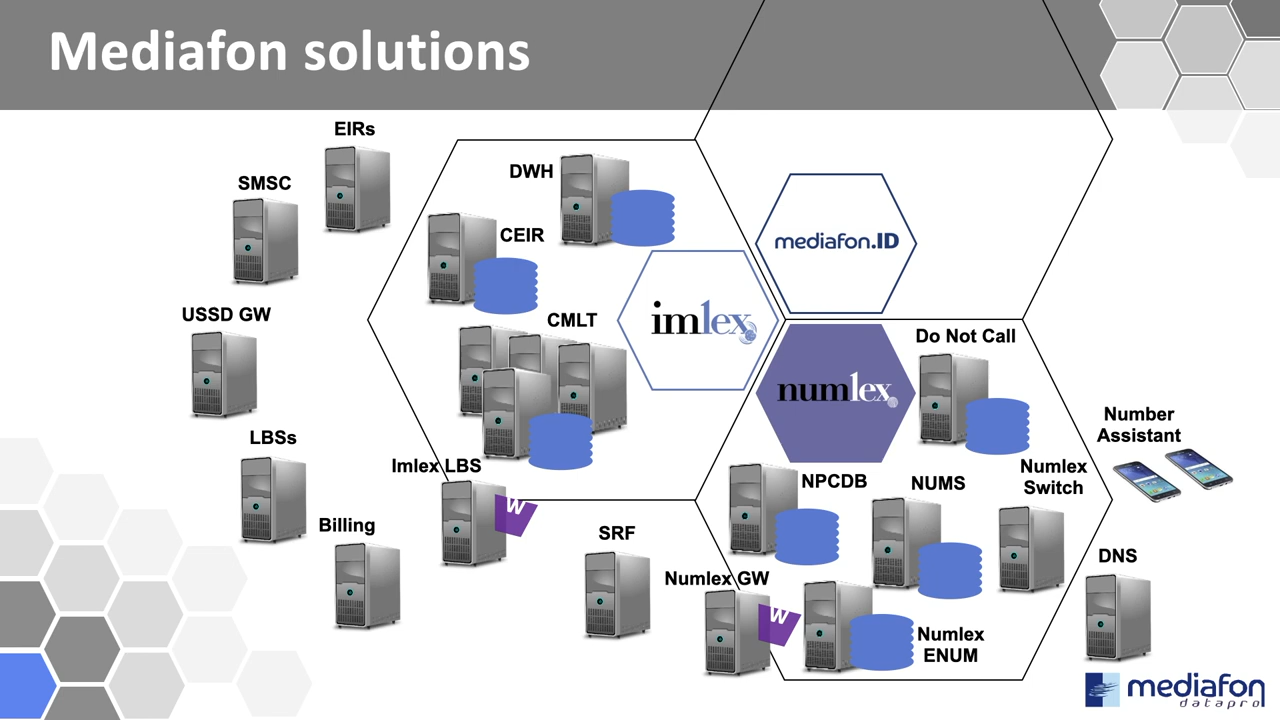 Mediafon solutions
EIRs
SMSC
DWH
CEIR
mediafon.ID
USSD GW
CMLT
imlex
Do Not Call
numlex
Number
Assistant
LBSs
Imlex LBS
W
NPCDB
NUMS
Numlex
Switch
Billing
SRF
Numlex GW
W
DNS
Numlex
ENUM
mediafon
datapro